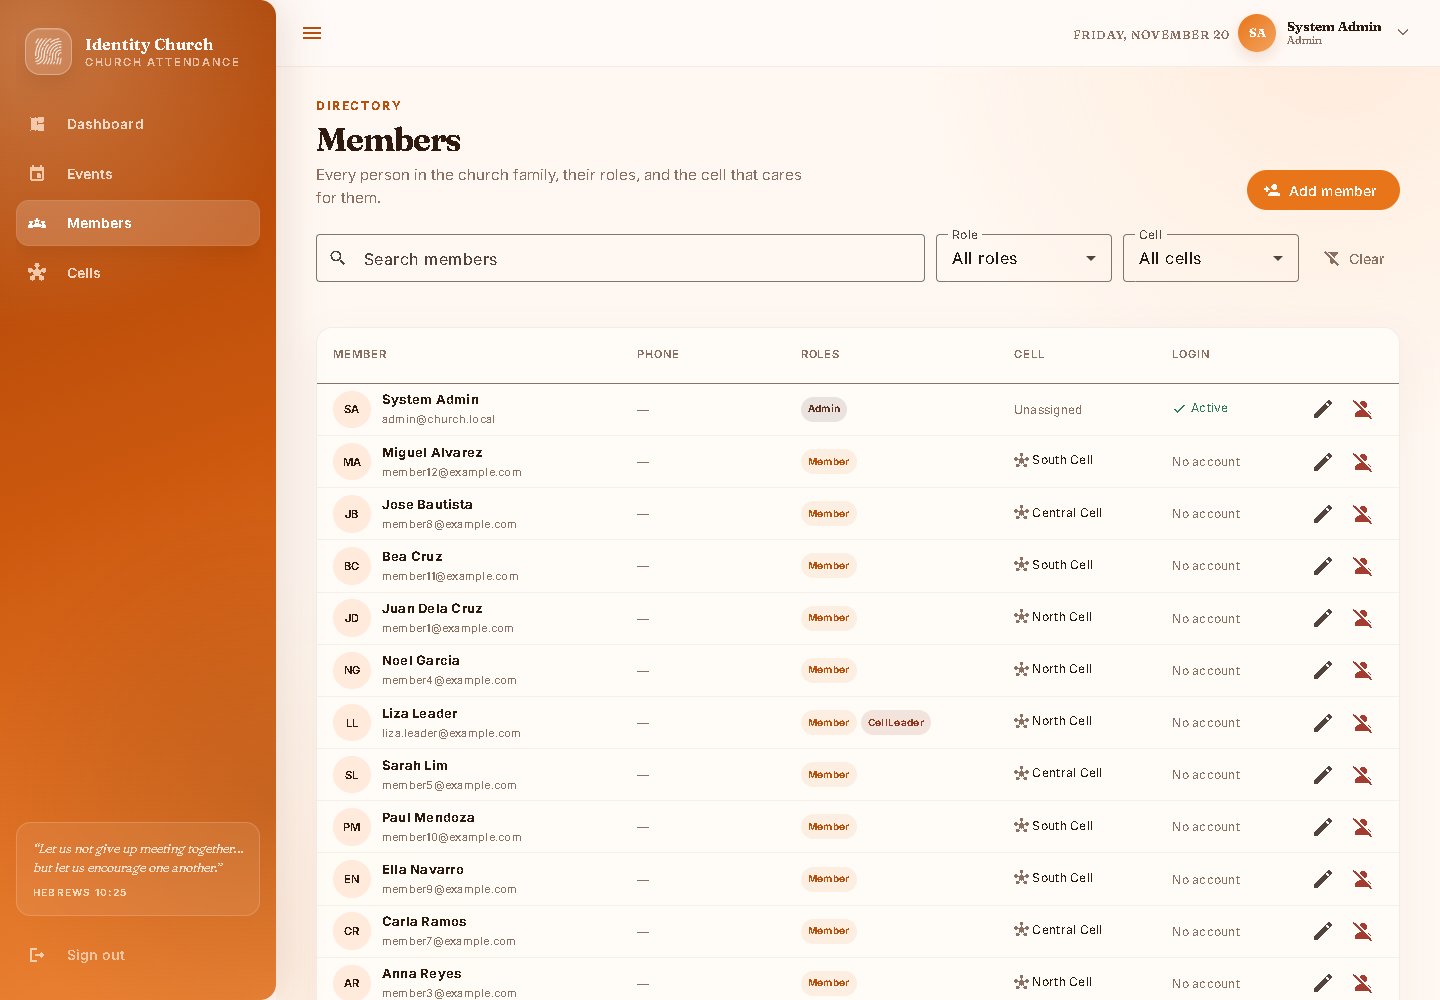 Identity Church
CHURCH ATTENDANCE
Dashboard
Events
Members
Cells
“Let us not give up meeting together...
but let us encourage one another.”
HEBREWS 10:25
Sign out
FRIDAY, NOVEMBER 20
SA
System Admin
Admin
DIRECTORY
Members
Every person in the church family, their roles, and the cell that cares
for them.
Add member
Search members
Role
All roles
Cell
All cells
Clear
MEMBER PHONE ROLES CELL LOGIN
SA System Admin — Admin Unassigned Active
admin@church.local
MA Miguel Alvarez — Member South Cell No account
member12@example.com
JB Jose Bautista — Member Central Cell No account
member8@example.com
BC Bea Cruz — Member South Cell No account
member11@example.com
JD Juan Dela Cruz — Member North Cell No account
member1@example.com
NG Noel Garcia — Member North Cell No account
member4@example.com
LL Liza Leader — Member CellLeader North Cell No account
liza.leader@example.com
SL Sarah Lim — Member Central Cell No account
member5@example.com
PM Paul Mendoza — Member South Cell No account
member10@example.com
EN Ella Navarro — Member South Cell No account
member9@example.com
CR Carla Ramos — Member Central Cell No account
member7@example.com
AR Anna Reyes — Member North Cell No account
member3@example.com